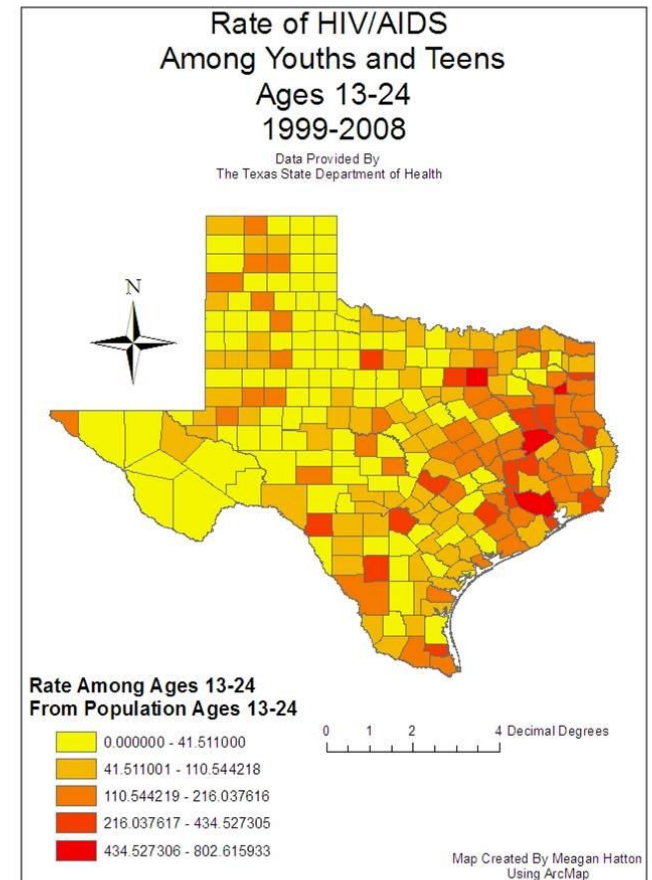 Rate of HIV/AIDS
Among Youths and Teens
Ages 13-24
1999-2008
Data Provided By
The Texas State Department of Health
N
Rate Among Ages 13-24
From Population Ages 13-24
0.000000 - 41.511000
41.511001 - 110.544218
110.544219 - 216.037616
216.037617 - 434.527305
434.527306 - 802.615933
0 1 2 4 Decimal Degrees
Map Created By Meagan Hatton
Using ArcMap